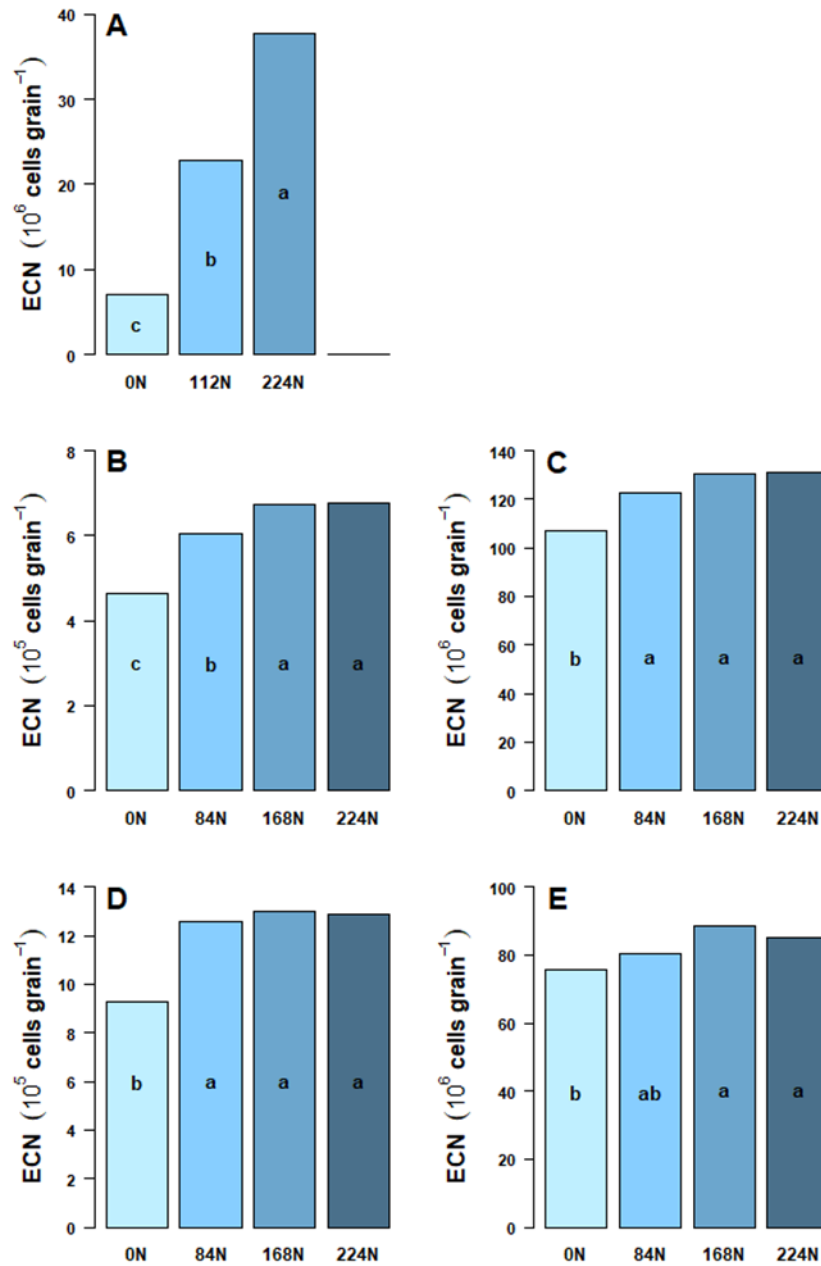 A
ECN (10⁶ cells grain⁻¹)
40
30
20
10
0
c
b
a
0N 112N 224N
B
ECN (10⁵ cells grain⁻¹)
8
6
4
2
0
c b a a
0N 84N 168N 224N
C
ECN (10⁶ cells grain⁻¹)
140
120
100
80
60
40
20
0
b a a a
0N 84N 168N 224N
D
ECN (10⁵ cells grain⁻¹)
14
12
10
8
6
4
2
0
b a a a
0N 84N 168N 224N
E
ECN (10⁶ cells grain⁻¹)
100
80
60
40
20
0
b ab a a
0N 84N 168N 224N